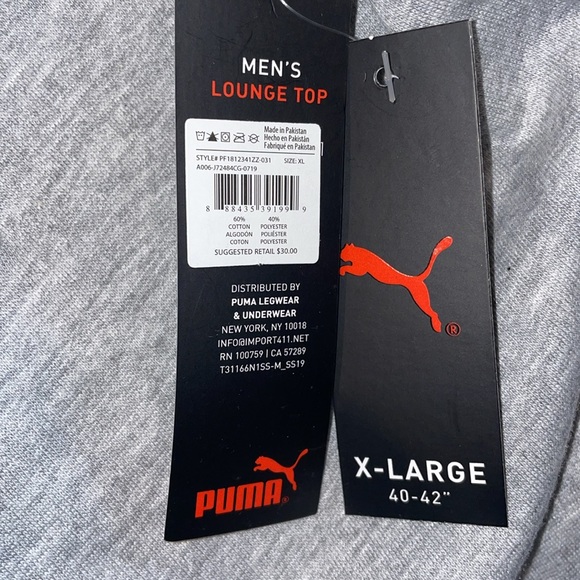 MEN'S
LOUNGE TOP
Made in Pakistan
Hecho en Pakistán
Fabriqué en Pakistan
STYLE# PF1812341ZZ-031 SIZE: XL
A006-J72484CG-0719
8 88435 39199 9
60% 40%
COTTON POLYESTER
ALGODÓN POLIÉSTER
COTON POLYESTER
SUGGESTED RETAIL $30.00
DISTRIBUTED BY
PUMA LEGWEAR
& UNDERWEAR
NEW YORK, NY 10018
INFO@IMPORT411.NET
RN 100759 | CA 57289
T31166N1SS-M_SS19
PUMA®
®
X-LARGE
40-42"